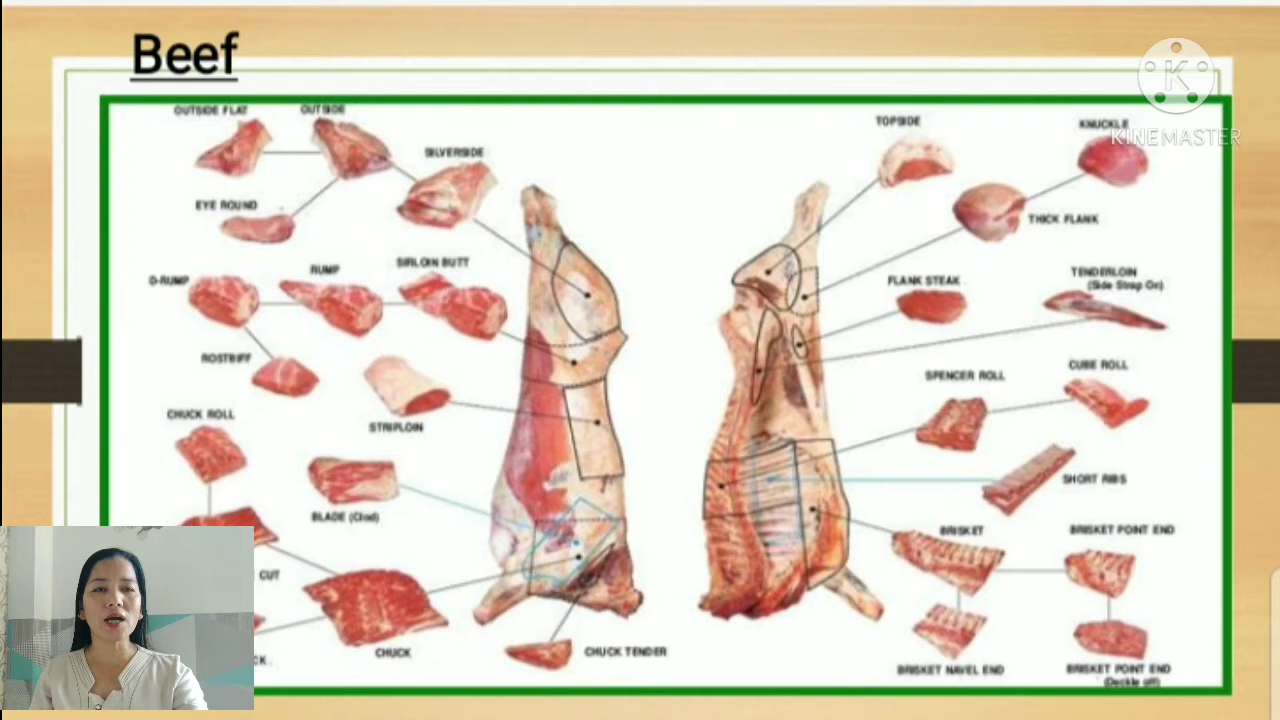 Beef
K
KINEMASTER
OUTSIDE FLAT
OUTSIDE
SILVERSIDE
EYE ROUND
D-RUMP
RUMP
SIRLOIN BUTT
ROSTBIFF
STRIPLOIN
CHUCK ROLL
BLADE (Clod)
CUT
CHUCK
CK.
CHUCK TENDER
TOPSIDE
KNUCKLE
THICK FLANK
FLANK STEAK
TENDERLOIN
(Side Strap On)
SPENCER ROLL
CUBE ROLL
SHORT RIBS
BRISKET
BRISKET POINT END
BRISKET NAVEL END
BRISKET POINT END
(Deckle off)